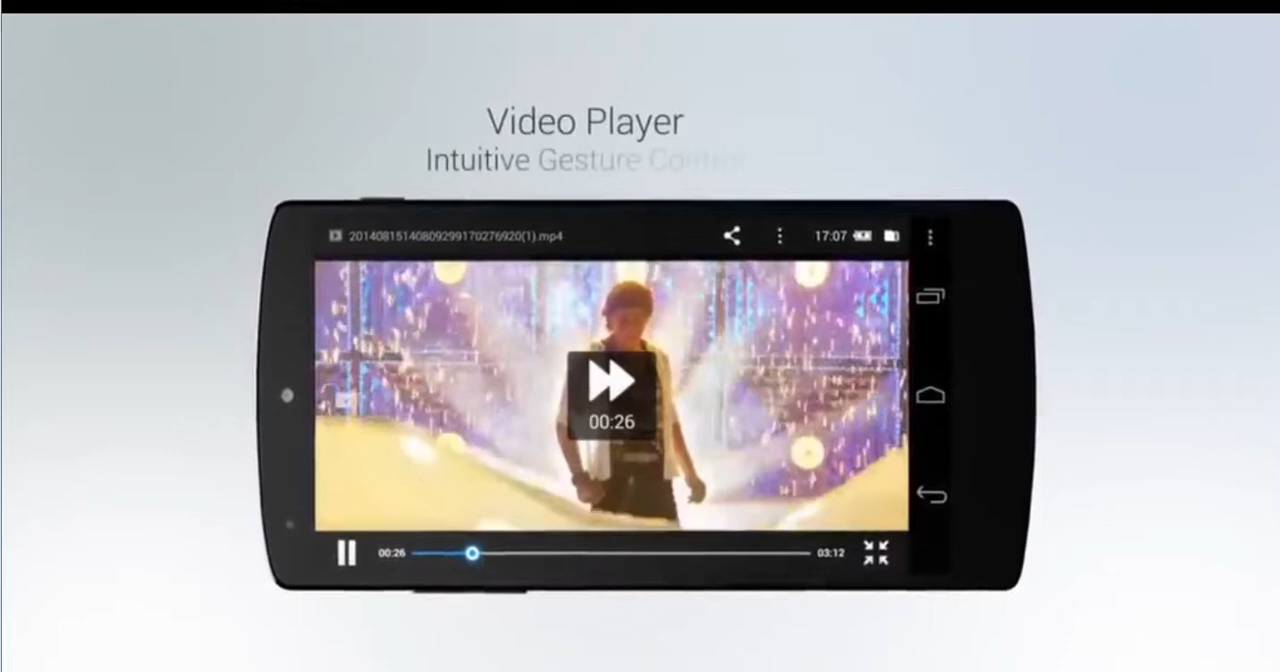 Video Player
Intuitive Gesture Control
20140815140809299170276920(1).mp4
17:07
00:26
00:26
03:12